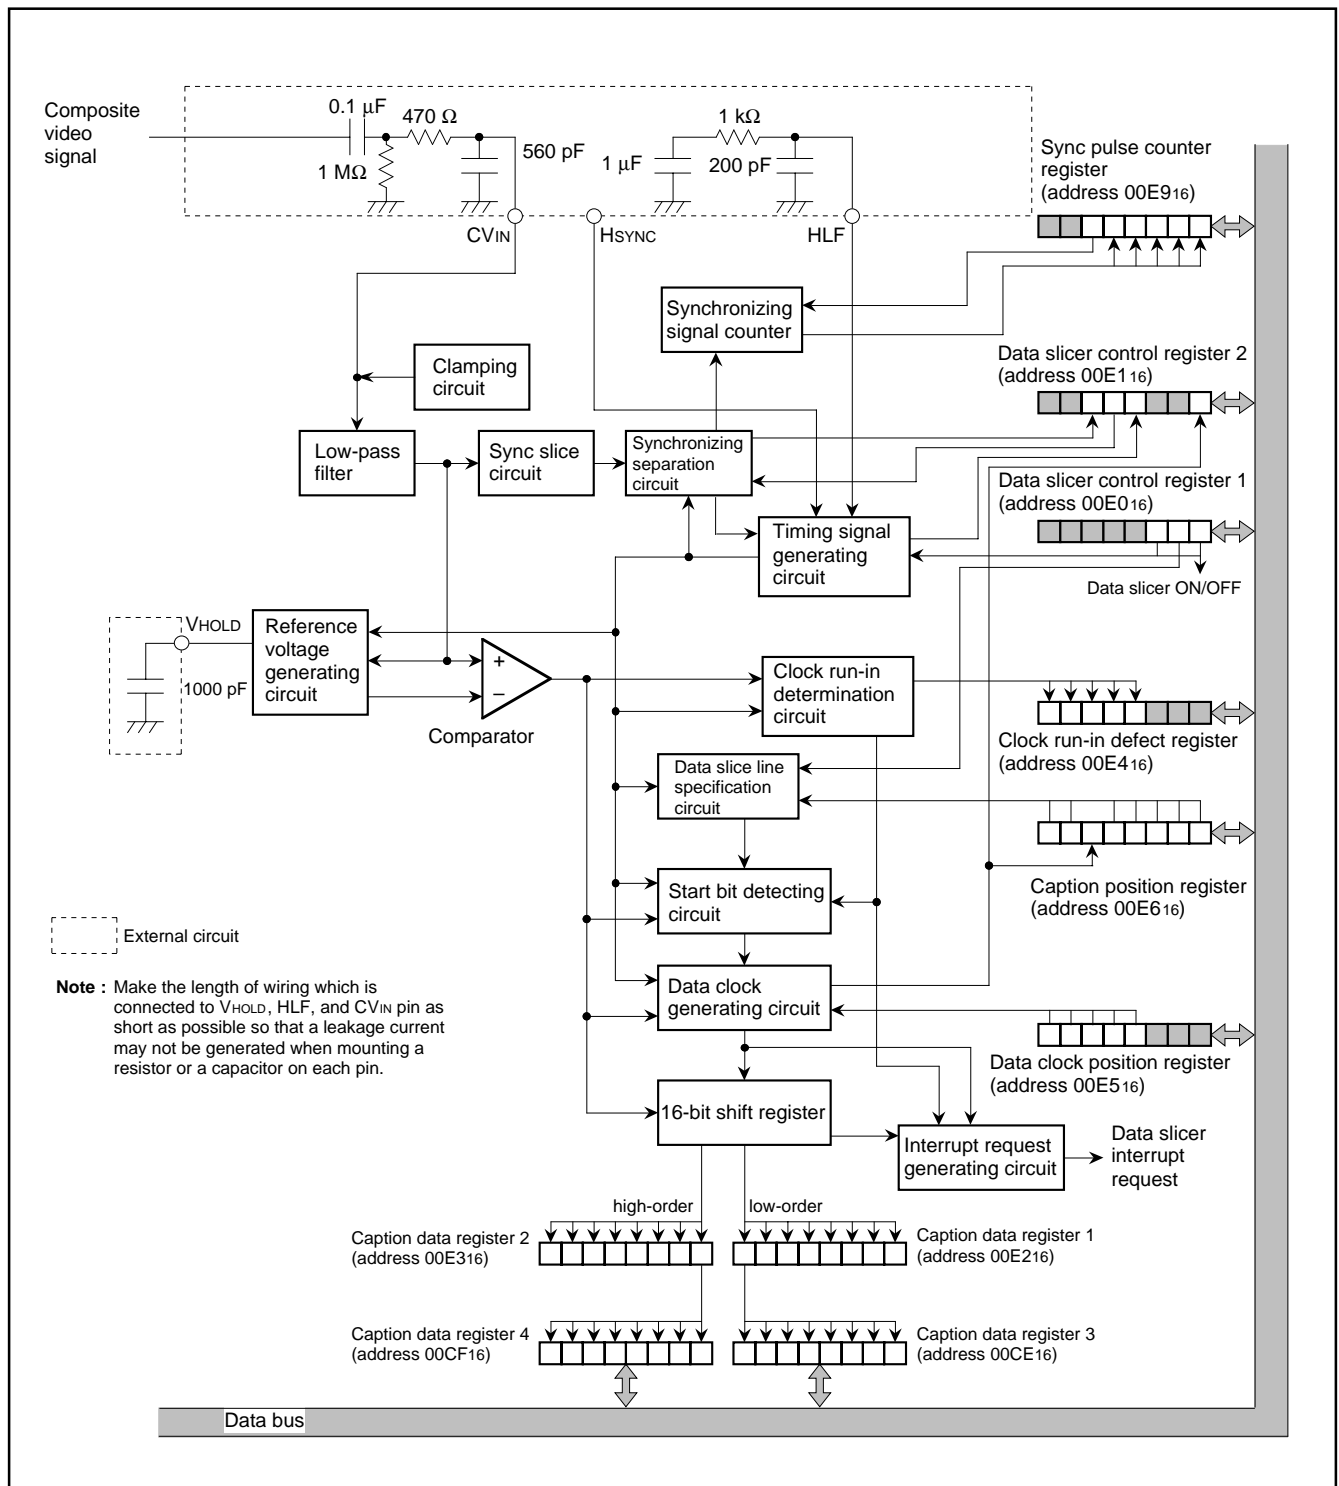 Composite
video
signal
0.1 µF
470 Ω
1 MΩ
560 pF
1 µF
1 kΩ
200 pF
CVIN
HSYNC
HLF
Sync pulse counter
register
(address 00E916)
Synchronizing
signal counter
Data slicer control register 2
(address 00E116)
Clamping
circuit
Low-pass
filter
Sync slice
circuit
Synchronizing
separation
circuit
Data slicer control register 1
(address 00E016)
Timing signal
generating
circuit
Data slicer ON/OFF
VHOLD
1000 pF
Reference
voltage
generating
circuit
+
−
Comparator
Clock run-in
determination
circuit
Clock run-in defect register
(address 00E416)
Data slice line
specification
circuit
Start bit detecting
circuit
Caption position register
(address 00E616)
External circuit
Note : Make the length of wiring which is
connected to VHOLD, HLF, and CVIN pin as
short as possible so that a leakage current
may not be generated when mounting a
resistor or a capacitor on each pin.
Data clock
generating circuit
Data clock position register
(address 00E516)
16-bit shift register
Interrupt request
generating circuit
Data slicer
interrupt
request
high-order
low-order
Caption data register 2
(address 00E316)
Caption data register 1
(address 00E216)
Caption data register 4
(address 00CF16)
Caption data register 3
(address 00CE16)
Data bus